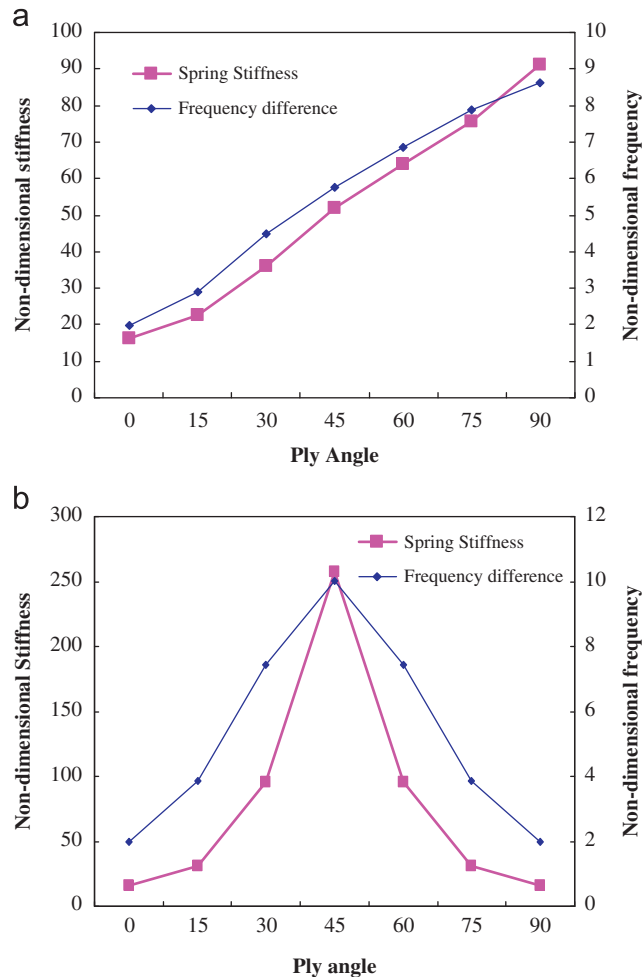 a
100
90
80
70
60
50
40
30
20
10
0
Non-dimensional stiffness
Spring Stiffness
Frequency difference
10
9
8
7
6
5
4
3
2
1
0
Non-dimensional frequency
0 15 30 45 60 75 90
Ply Angle
b
300
250
200
150
100
50
0
Non-dimensional Stiffness
Spring Stiffness
Frequency difference
12
10
8
6
4
2
0
Non-dimensional frequency
0 15 30 45 60 75 90
Ply angle